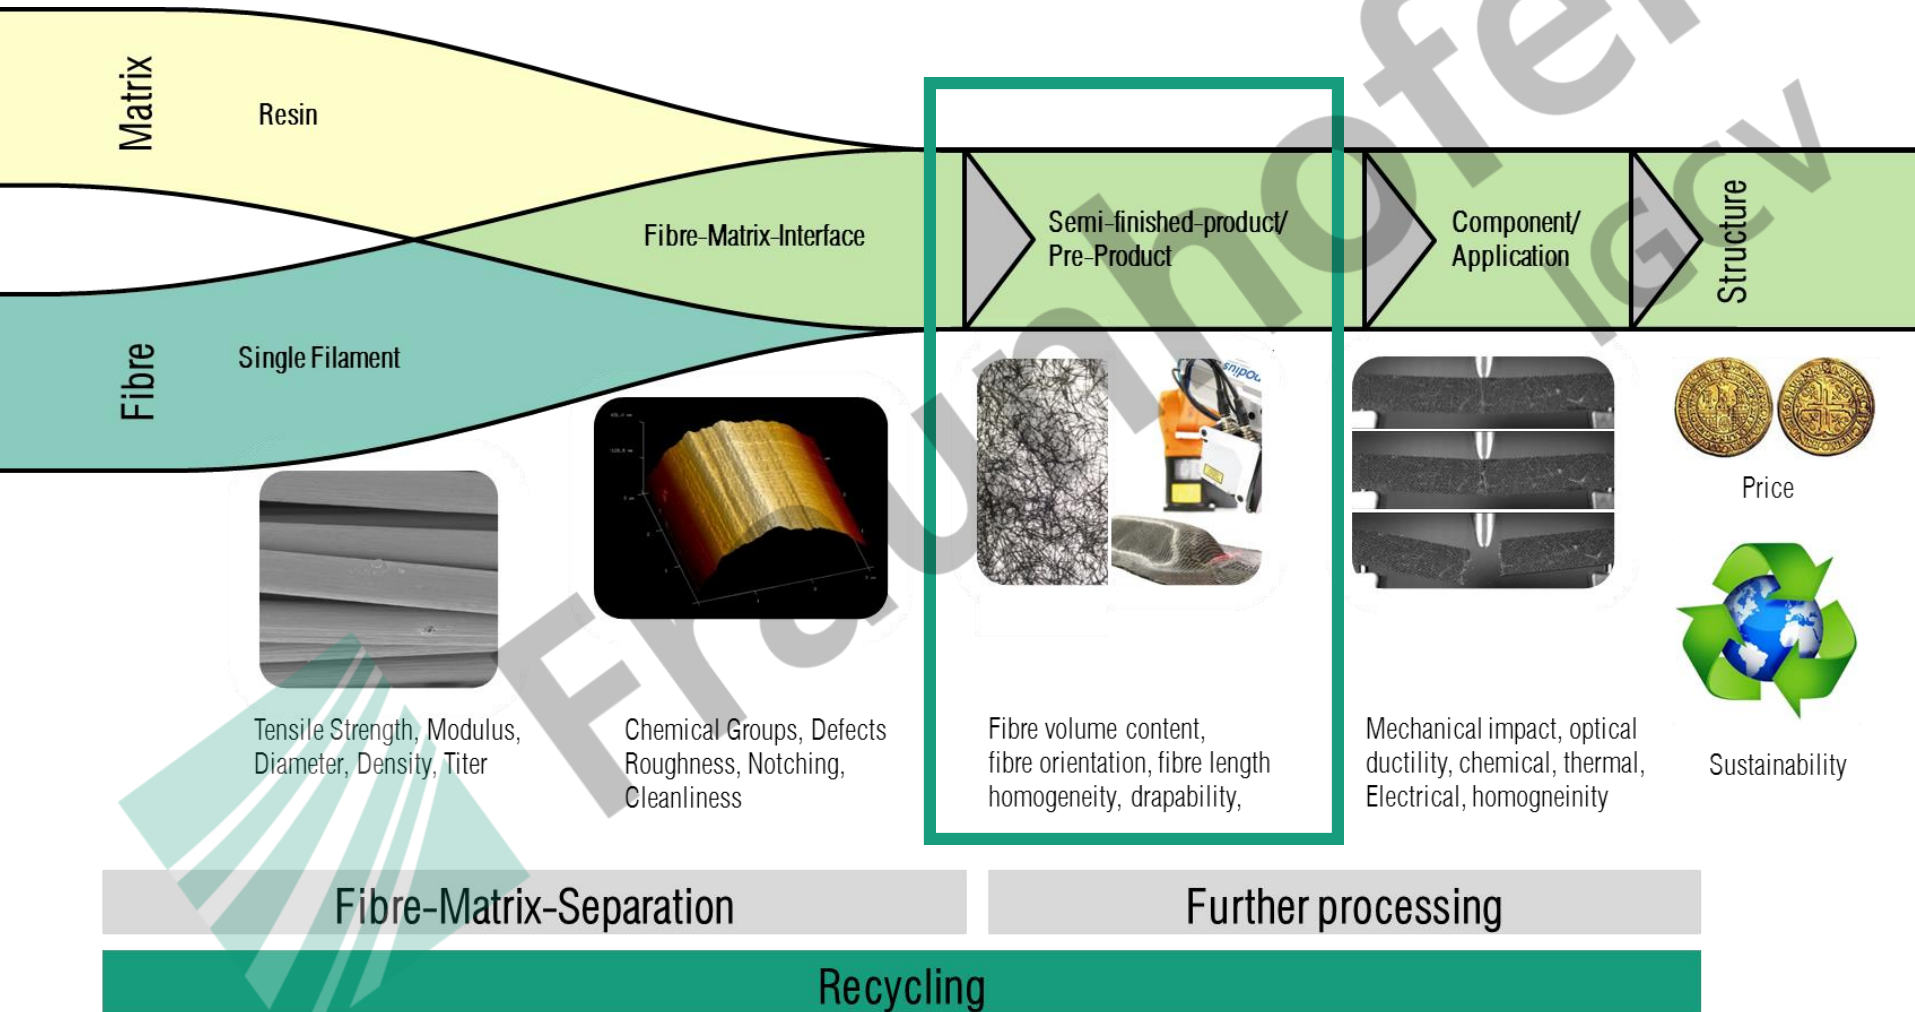 Matrix
Resin
Fibre-Matrix-Interface
Fibre
Single Filament
Semi-finished-product/
Pre-Product
Component/
Application
Structure
Price
Sustainability
Tensile Strength, Modulus,
Diameter, Density, Titer
Chemical Groups, Defects
Roughness, Notching,
Cleanliness
Fibre volume content,
fibre orientation, fibre length
homogeneity, drapability,
Mechanical impact, optical
ductility, chemical, thermal,
Electrical, homogneinity
Fibre-Matrix-Separation
Further processing
Recycling
Fraunhofer
IGCV